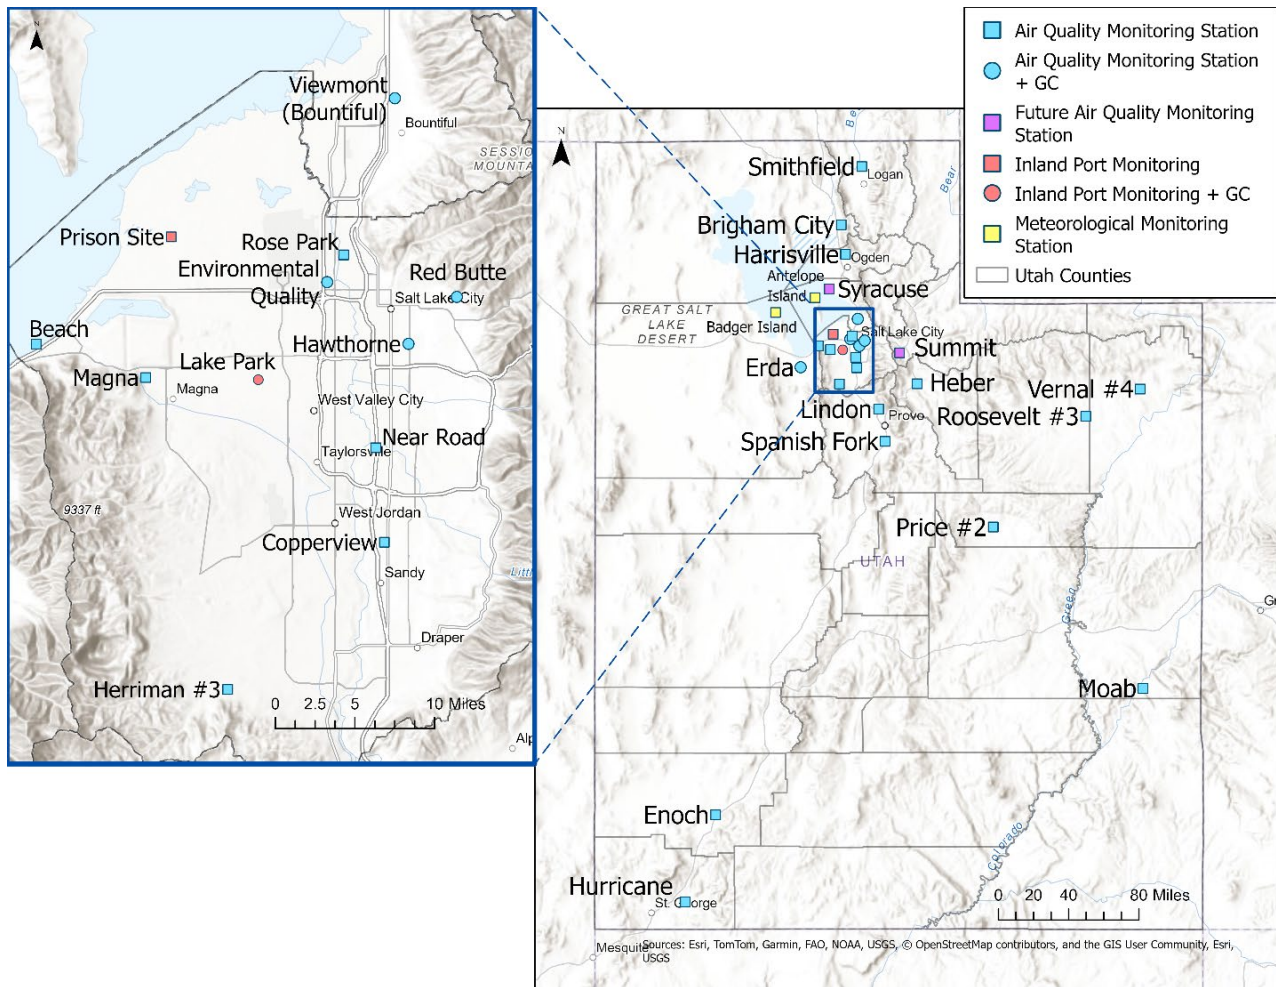 N
Viewmont
(Bountiful)
Bountiful
SESSIO
MOUNTA
Prison Site
Rose Park
Environmental
Quality
Red Butte
Salt Lake City
Beach
Hawthorne
Lake Park
Magna
Magna
West Valley City
Near Road
Taylorsville
9337 ft
West Jordan
Copperview
Sandy
Littl
Draper
Herriman #3
0 2.5 5 10 Miles
Alp
Air Quality Monitoring Station
Air Quality Monitoring Station
+ GC
Future Air Quality Monitoring
Station
Inland Port Monitoring
Inland Port Monitoring + GC
Meteorological Monitoring
Station
Utah Counties
N
Bea
Smithfield
Logan
Bear
Brigham City
Harrisville
Ogden
Antelope
Island
Syracuse
GREAT SALT
LAKE
DESERT
Badger Island
Salt Lake City
Summit
Erda
Heber
Vernal #4
Lindon
Provo
Roosevelt #3
Spanish Fork
Price #2
UTAH
Green
Gr
Moab
Enoch
Colorado
Hurricane
St. George
0 20 40 80 Miles
Mesquite
Sources: Esri, TomTom, Garmin, FAO, NOAA, USGS, © OpenStreetMap contributors, and the GIS User Community, Esri,
USGS